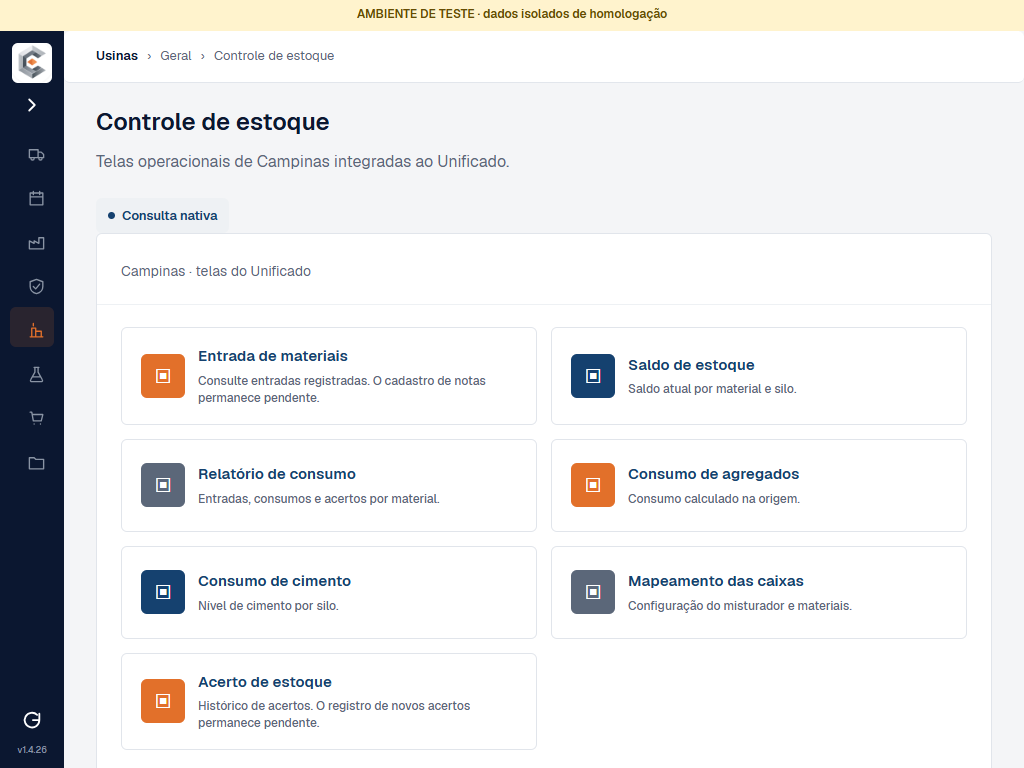 AMBIENTE DE TESTE · dados isolados de homologação
Usinas › Geral › Controle de estoque
Controle de estoque
Telas operacionais de Campinas integradas ao Unificado.
Consulta nativa
Campinas · telas do Unificado
Entrada de materiais
Consulte entradas registradas. O cadastro de notas
permanece pendente.
Saldo de estoque
Saldo atual por material e silo.
Relatório de consumo
Entradas, consumos e acertos por material.
Consumo de agregados
Consumo calculado na origem.
Consumo de cimento
Nível de cimento por silo.
Mapeamento das caixas
Configuração do misturador e materiais.
Acerto de estoque
Histórico de acertos. O registro de novos acertos
permanece pendente.
v1.4.26